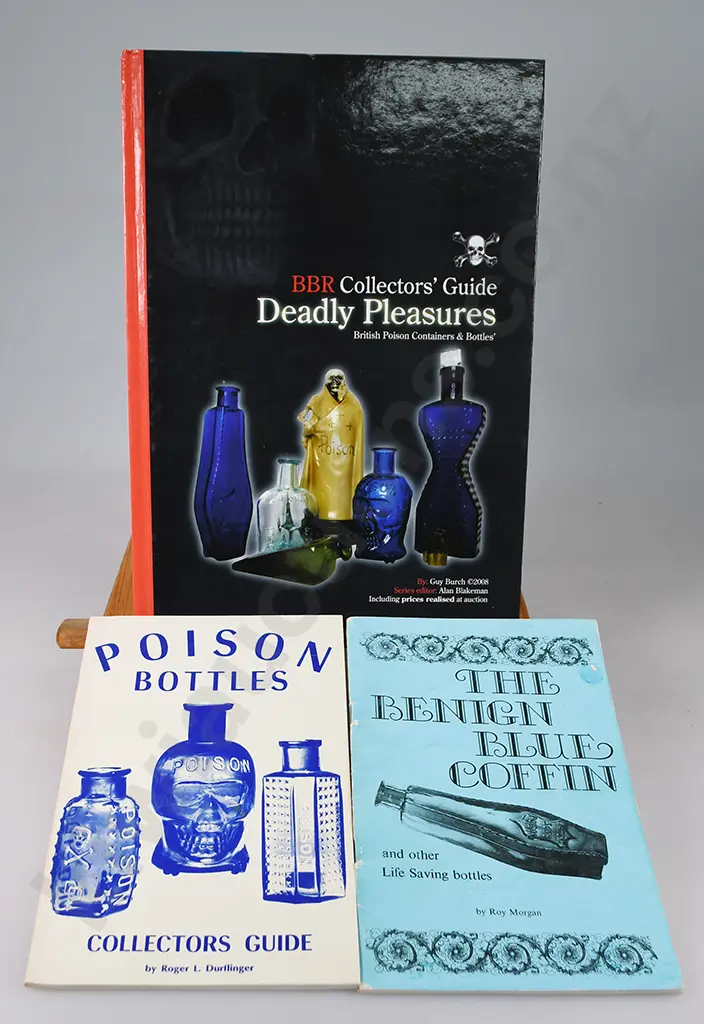 BBR Collectors' Guide
Deadly Pleasures
British Poison Containers & Bottles'
Poison
By: Guy Burch ©2008
Series editor: Alan Blakeman
Including prices realised at auction
POISON
BOTTLES
POISON
POISON
POISON
COLLECTORS GUIDE
by Roger L. Durflinger
THE
BENIGN
BLUE
COFFIN
and other
Life Saving bottles
by Roy Morgan